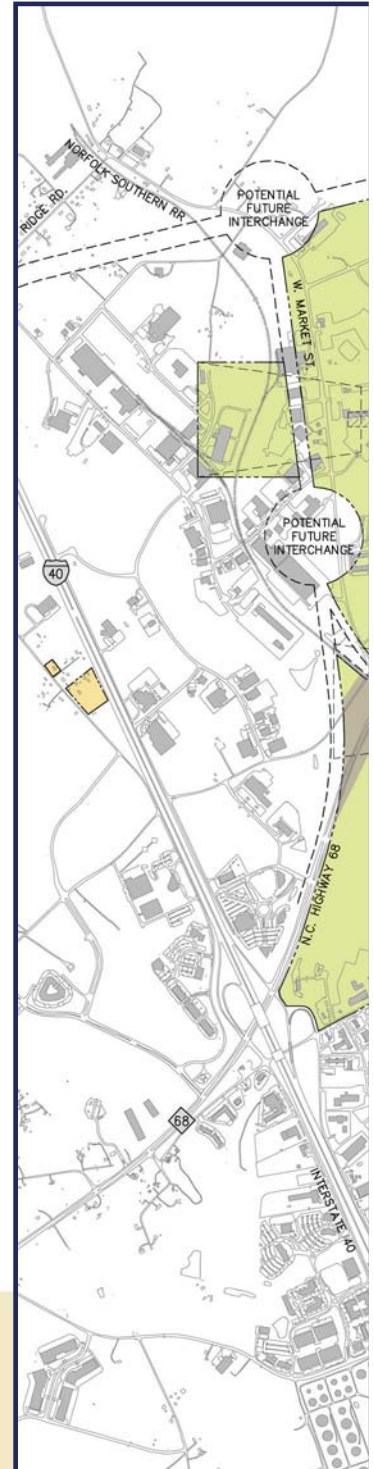 NORFOLK SOUTHERN RR
RIDGE RD.
POTENTIAL
FUTURE
INTERCHANGE
W. MARKET ST.
POTENTIAL
FUTURE
INTERCHANGE
40
N.C. HIGHWAY 68
68
INTERSTATE 40